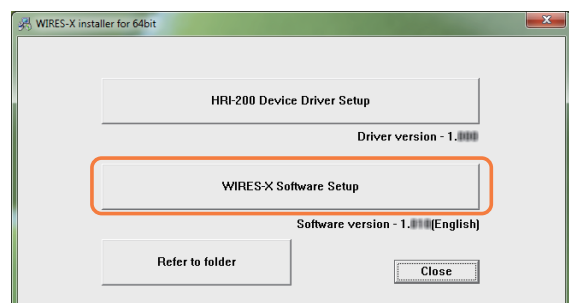 WIRES-X installer for 64bit
HRI-200 Device Driver Setup
Driver version - 1.
WIRES-X Software Setup
Software version - 1. (English)
Refer to folder
Close